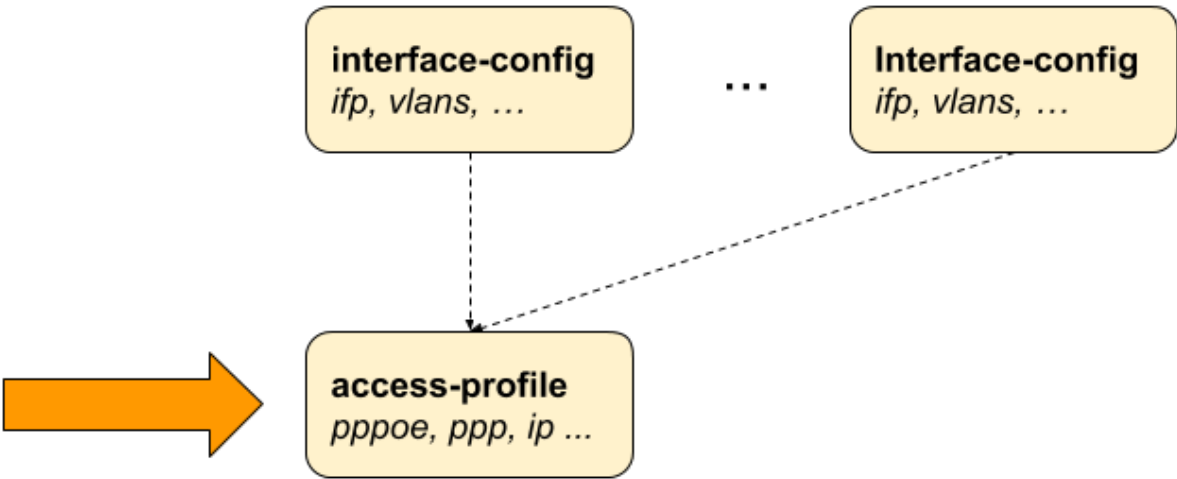 interface-config
ifp, vlans, …
...
Interface-config
ifp, vlans, …
access-profile
pppoe, ppp, ip ...